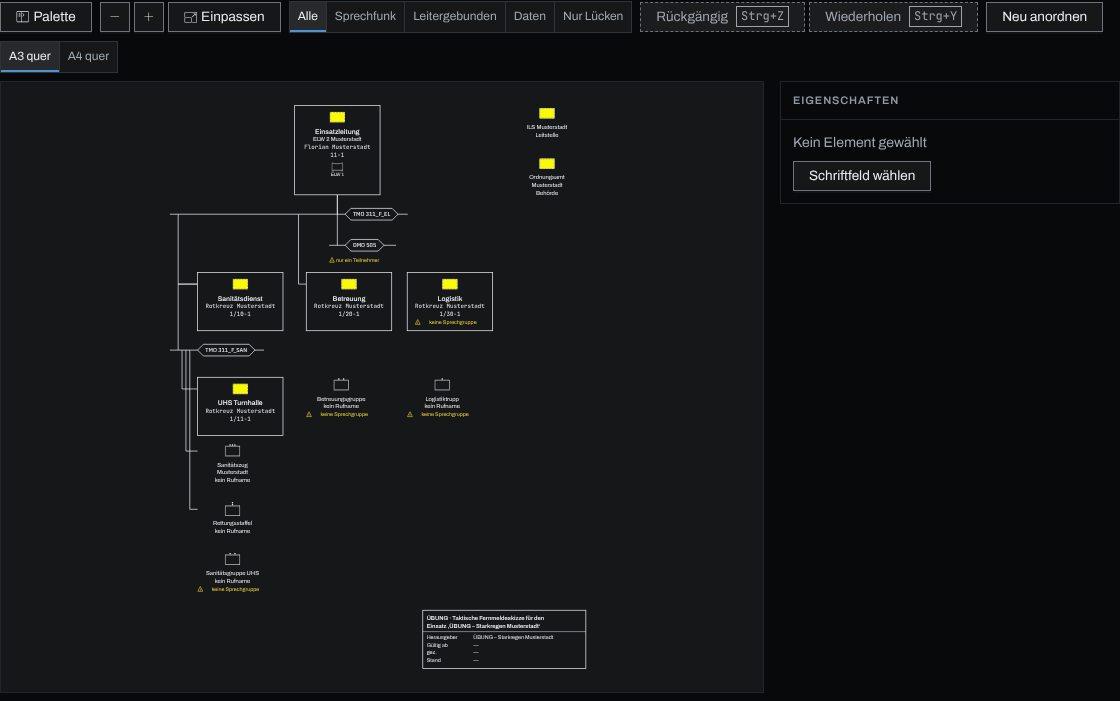 Palette
Einpassen
Alle
Sprechfunk
Leitergebunden
Daten
Nur Lücken
Rückgängig Strg+Z
Wiederholen Strg+Y
Neu anordnen
A3 quer
A4 quer
EIGENSCHAFTEN
Kein Element gewählt
Schriftfeld wählen
Einsatzleitung
ELW 2 Musterstadt
Florian Musterstadt
11-1
ELW 1
ILS Musterstadt
Leitstelle
Ordnungsamt
Musterstadt
Behörde
TMO 311_F_EL
DMO 505
nur ein Teilnehmer
Sanitätsdienst
Rotkreuz Musterstadt
1/10-1
Betreuung
Rotkreuz Musterstadt
1/20-1
Logistik
Rotkreuz Musterstadt
1/30-1
keine Sprechgruppe
TMO 311_F_SAN
UHS Turnhalle
Rotkreuz Musterstadt
1/11-1
Betreuungsgruppe
kein Rufname
keine Sprechgruppe
Logistiktrupp
kein Rufname
keine Sprechgruppe
Sanitätszug
Musterstadt
kein Rufname
Rettungsstaffel
kein Rufname
Sanitätsgruppe UHS
kein Rufname
keine Sprechgruppe
ÜBUNG · Taktische Fernmeldeskizze für den
Einsatz ‚ÜBUNG – Starkregen Musterstadt‘
Herausgeber ÜBUNG – Starkregen Musterstadt
Gültig ab —
gez. —
Stand —